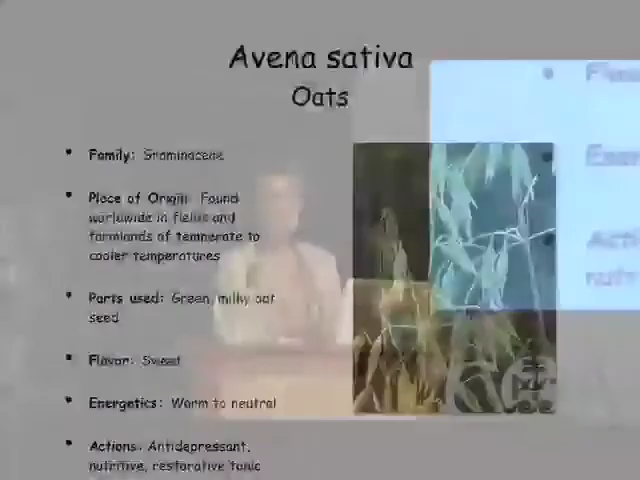 Avena sativa
Oats
• Family: Graminaceae
• Place of Origin: Found
worldwide in fields and
farmlands of temperate to
cooler temperatures
• Parts used: Green, milky oat
seed
• Flavor: Sweet
• Energetics: Warm to neutral
• Actions: Antidepressant,
nutritive, restorative tonic